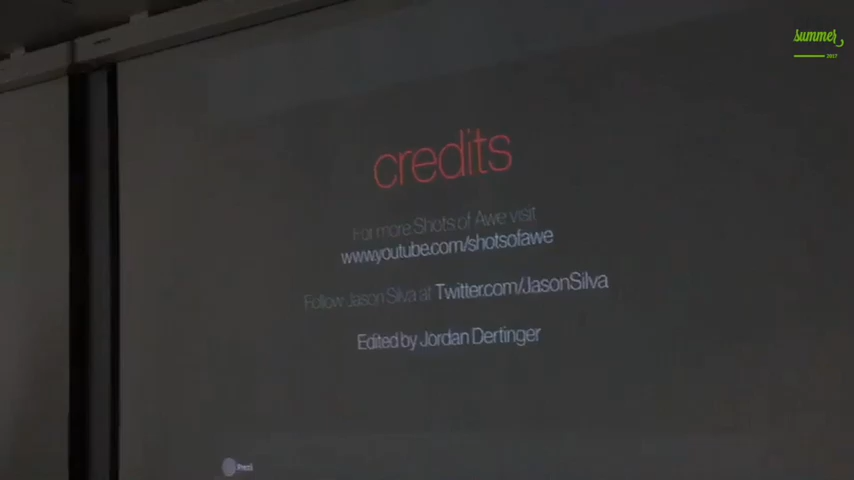 summer
2017
credits
For more Shots of Awe visit
www.youtube.com/shotsofawe
Follow Jason Silva at Twitter.com/JasonSilva
Edited by Jordan Dertinger
Prezi